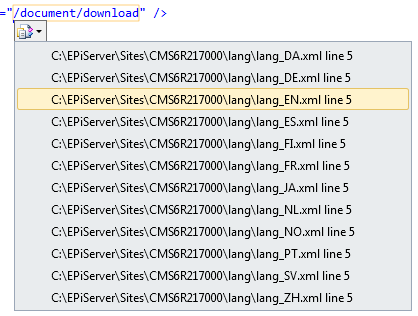 ="/document/download" />
C:\EPiServer\Sites\CMS6R217000\lang\lang_DA.xml line 5
C:\EPiServer\Sites\CMS6R217000\lang\lang_DE.xml line 5
C:\EPiServer\Sites\CMS6R217000\lang\lang_EN.xml line 5
C:\EPiServer\Sites\CMS6R217000\lang\lang_ES.xml line 5
C:\EPiServer\Sites\CMS6R217000\lang\lang_FI.xml line 5
C:\EPiServer\Sites\CMS6R217000\lang\lang_FR.xml line 5
C:\EPiServer\Sites\CMS6R217000\lang\lang_JA.xml line 5
C:\EPiServer\Sites\CMS6R217000\lang\lang_NL.xml line 5
C:\EPiServer\Sites\CMS6R217000\lang\lang_NO.xml line 5
C:\EPiServer\Sites\CMS6R217000\lang\lang_PT.xml line 5
C:\EPiServer\Sites\CMS6R217000\lang\lang_SV.xml line 5
C:\EPiServer\Sites\CMS6R217000\lang\lang_ZH.xml line 5